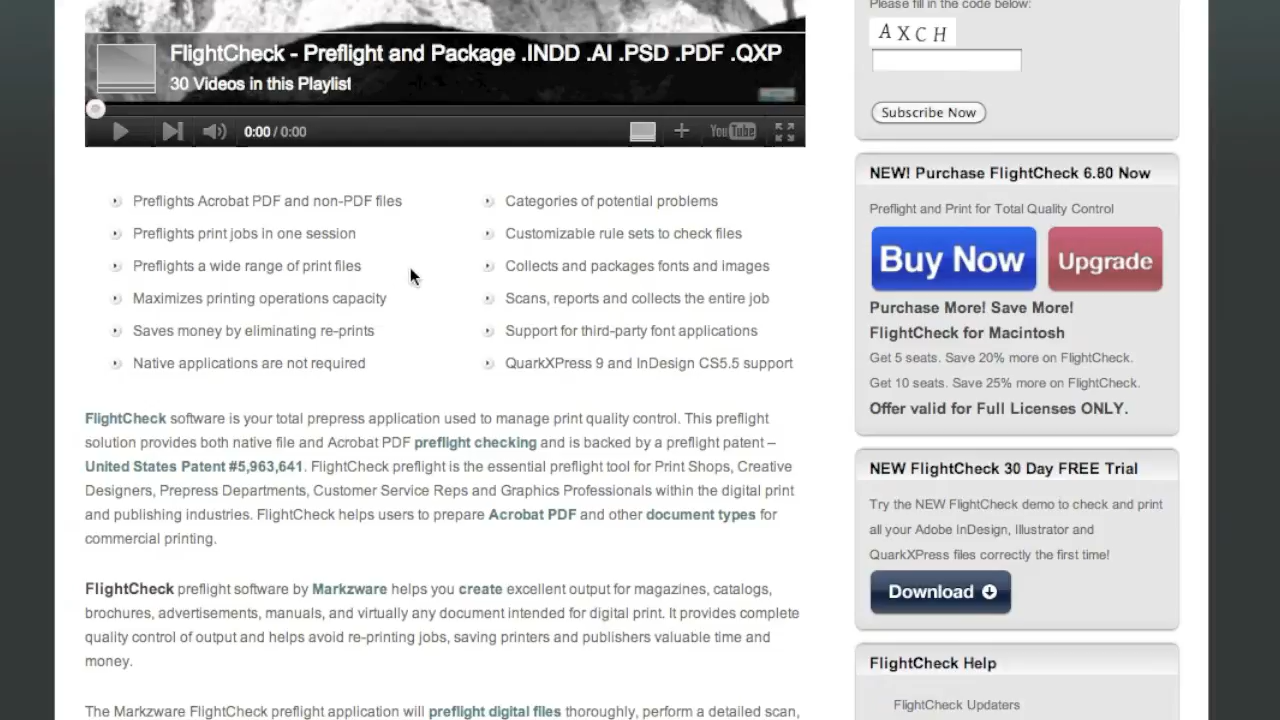 FlightCheck - Preflight and Package .INDD .AI .PSD .PDF .QXP
30 Videos in this Playlist
0:00 / 0:00
YouTube
Preflights Acrobat PDF and non-PDF files
Preflights print jobs in one session
Preflights a wide range of print files
Maximizes printing operations capacity
Saves money by eliminating re-prints
Native applications are not required
Categories of potential problems
Customizable rule sets to check files
Collects and packages fonts and images
Scans, reports and collects the entire job
Support for third-party font applications
QuarkXPress 9 and InDesign CS5.5 support
FlightCheck software is your total prepress application used to manage print quality control. This preflight
solution provides both native file and Acrobat PDF preflight checking and is backed by a preflight patent –
United States Patent #5,963,641. FlightCheck preflight is the essential preflight tool for Print Shops, Creative
Designers, Prepress Departments, Customer Service Reps and Graphics Professionals within the digital print
and publishing industries. FlightCheck helps users to prepare Acrobat PDF and other document types for
commercial printing.
FlightCheck preflight software by Markzware helps you create excellent output for magazines, catalogs,
brochures, advertisements, manuals, and virtually any document intended for digital print. It provides complete
quality control of output and helps avoid re-printing jobs, saving printers and publishers valuable time and
money.
The Markzware FlightCheck preflight application will preflight digital files thoroughly, perform a detailed scan,
Please fill in the code below:
AXCH
Subscribe Now
NEW! Purchase FlightCheck 6.80 Now
Preflight and Print for Total Quality Control
Buy Now
Upgrade
Purchase More! Save More!
FlightCheck for Macintosh
Get 5 seats. Save 20% more on FlightCheck.
Get 10 seats. Save 25% more on FlightCheck.
Offer valid for Full Licenses ONLY.
NEW FlightCheck 30 Day FREE Trial
Try the NEW FlightCheck demo to check and print
all your Adobe InDesign, Illustrator and
QuarkXPress files correctly the first time!
Download
FlightCheck Help
FlightCheck Updaters